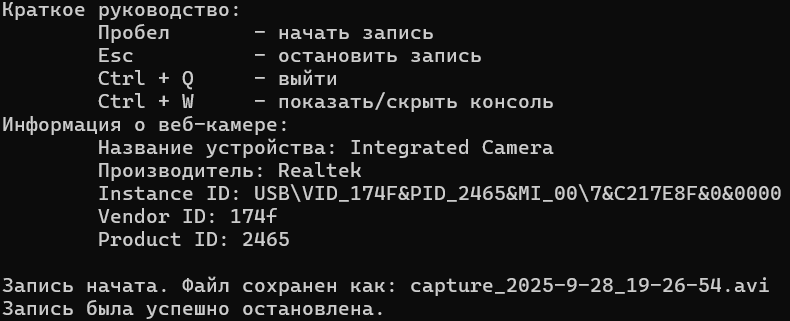 Краткое руководство:
Пробел - начать запись
Esc - остановить запись
Ctrl + Q - выйти
Ctrl + W - показать/скрыть консоль
Информация о веб-камере:
Название устройства: Integrated Camera
Производитель: Realtek
Instance ID: USB\VID_174F&PID_2465&MI_00\7&C217E8F&0&0000
Vendor ID: 174f
Product ID: 2465
Запись начата. Файл сохранен как: capture_2025-9-28_19-26-54.avi
Запись была успешно остановлена.